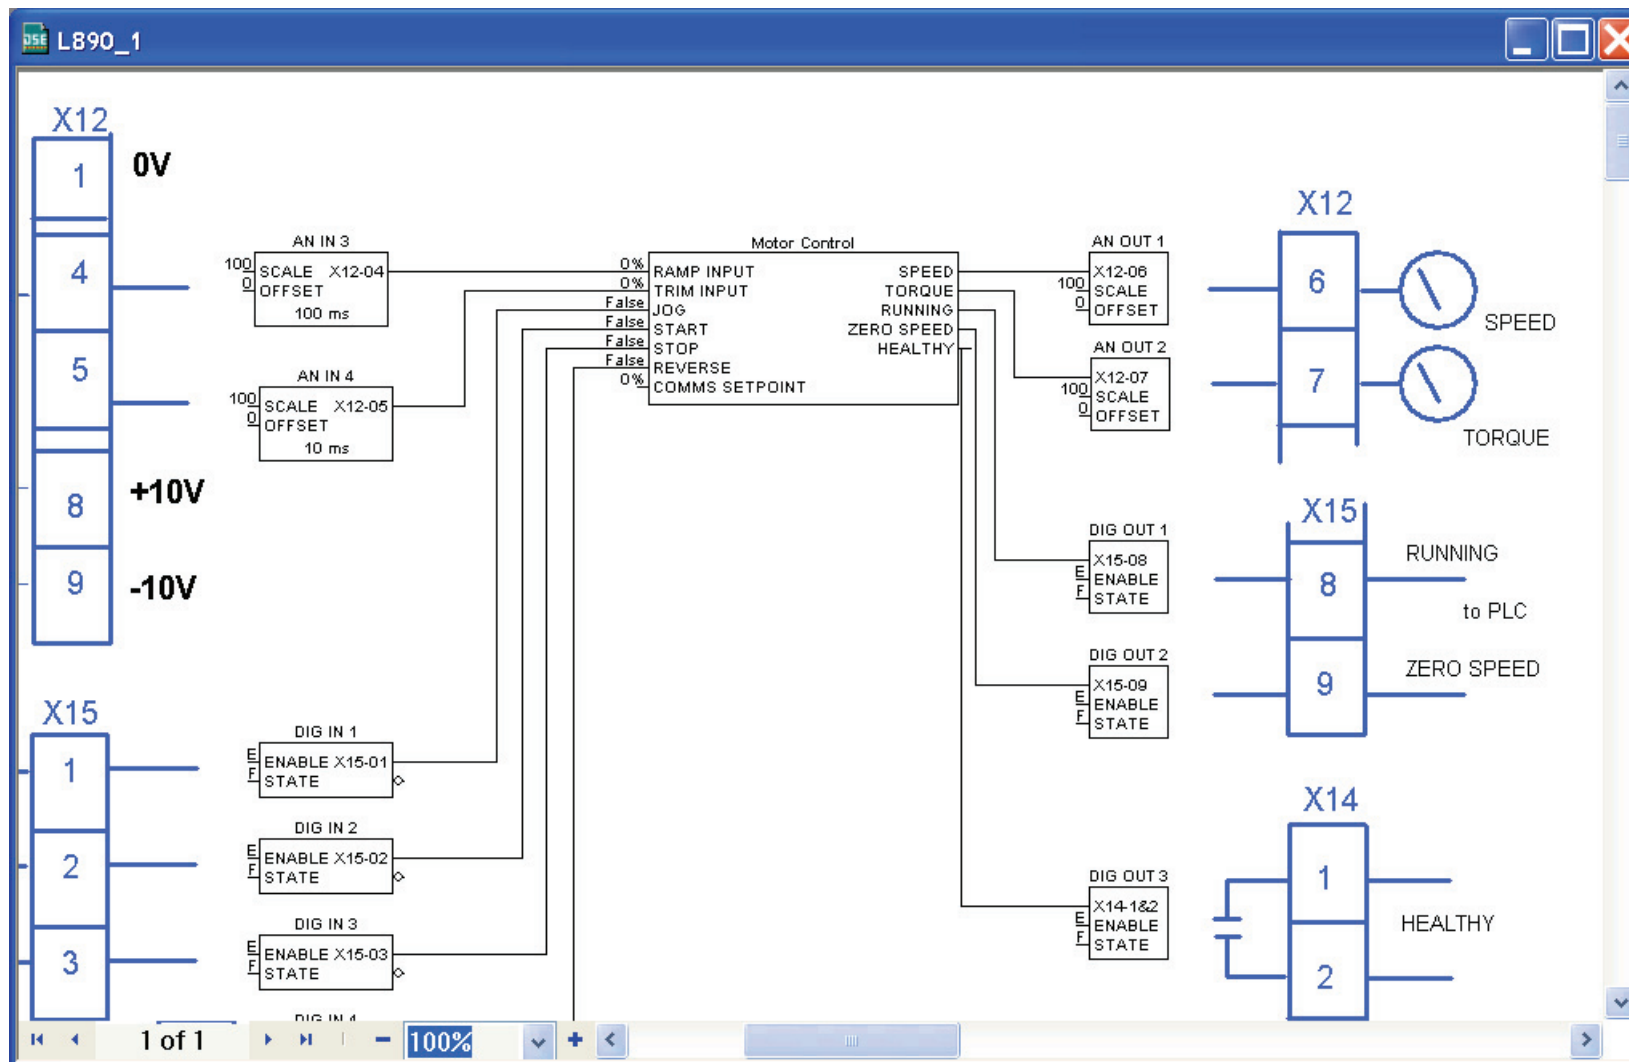 L890_1
X12
1
0V
4
5
8
+10V
9
-10V
X15
1
2
3
AN IN 3
100 SCALE X12-04
0 OFFSET
100 ms
AN IN 4
100 SCALE X12-05
0 OFFSET
10 ms
DIG IN 1
E ENABLE X15-01
F STATE
DIG IN 2
E ENABLE X15-02
F STATE
DIG IN 3
E ENABLE X15-03
F STATE
DIG IN 4
Motor Control
0% RAMP INPUT SPEED
0% TRIM INPUT TORQUE
False JOG RUNNING
False START ZERO SPEED
False STOP HEALTHY
False REVERSE
0% COMMS SETPOINT
AN OUT 1
X12-06
100 SCALE
0 OFFSET
AN OUT 2
X12-07
100 SCALE
0 OFFSET
DIG OUT 1
X15-08
E ENABLE
F STATE
DIG OUT 2
X15-09
E ENABLE
F STATE
DIG OUT 3
X14-1&2
E ENABLE
F STATE
X12
6
SPEED
7
TORQUE
X15
RUNNING
8
to PLC
ZERO SPEED
9
X14
1
HEALTHY
2
1 of 1
100%